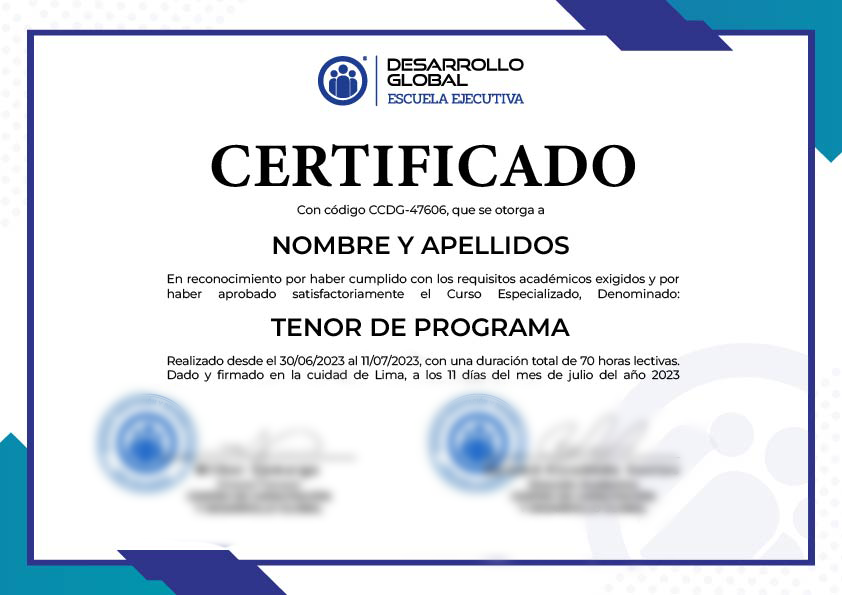 DESARROLLO
GLOBAL
ESCUELA EJECUTIVA
CERTIFICADO
Con código CCDG-47606, que se otorga a
NOMBRE Y APELLIDOS
En reconocimiento por haber cumplido con los requisitos académicos exigidos y por
haber aprobado satisfactoriamente el Curso Especializado, Denominado:
TENOR DE PROGRAMA
Realizado desde el 30/06/2023 al 11/07/2023, con una duración total de 70 horas lectivas.
Dado y firmado en la cuidad de Lima, a los 11 días del mes de julio del año 2023